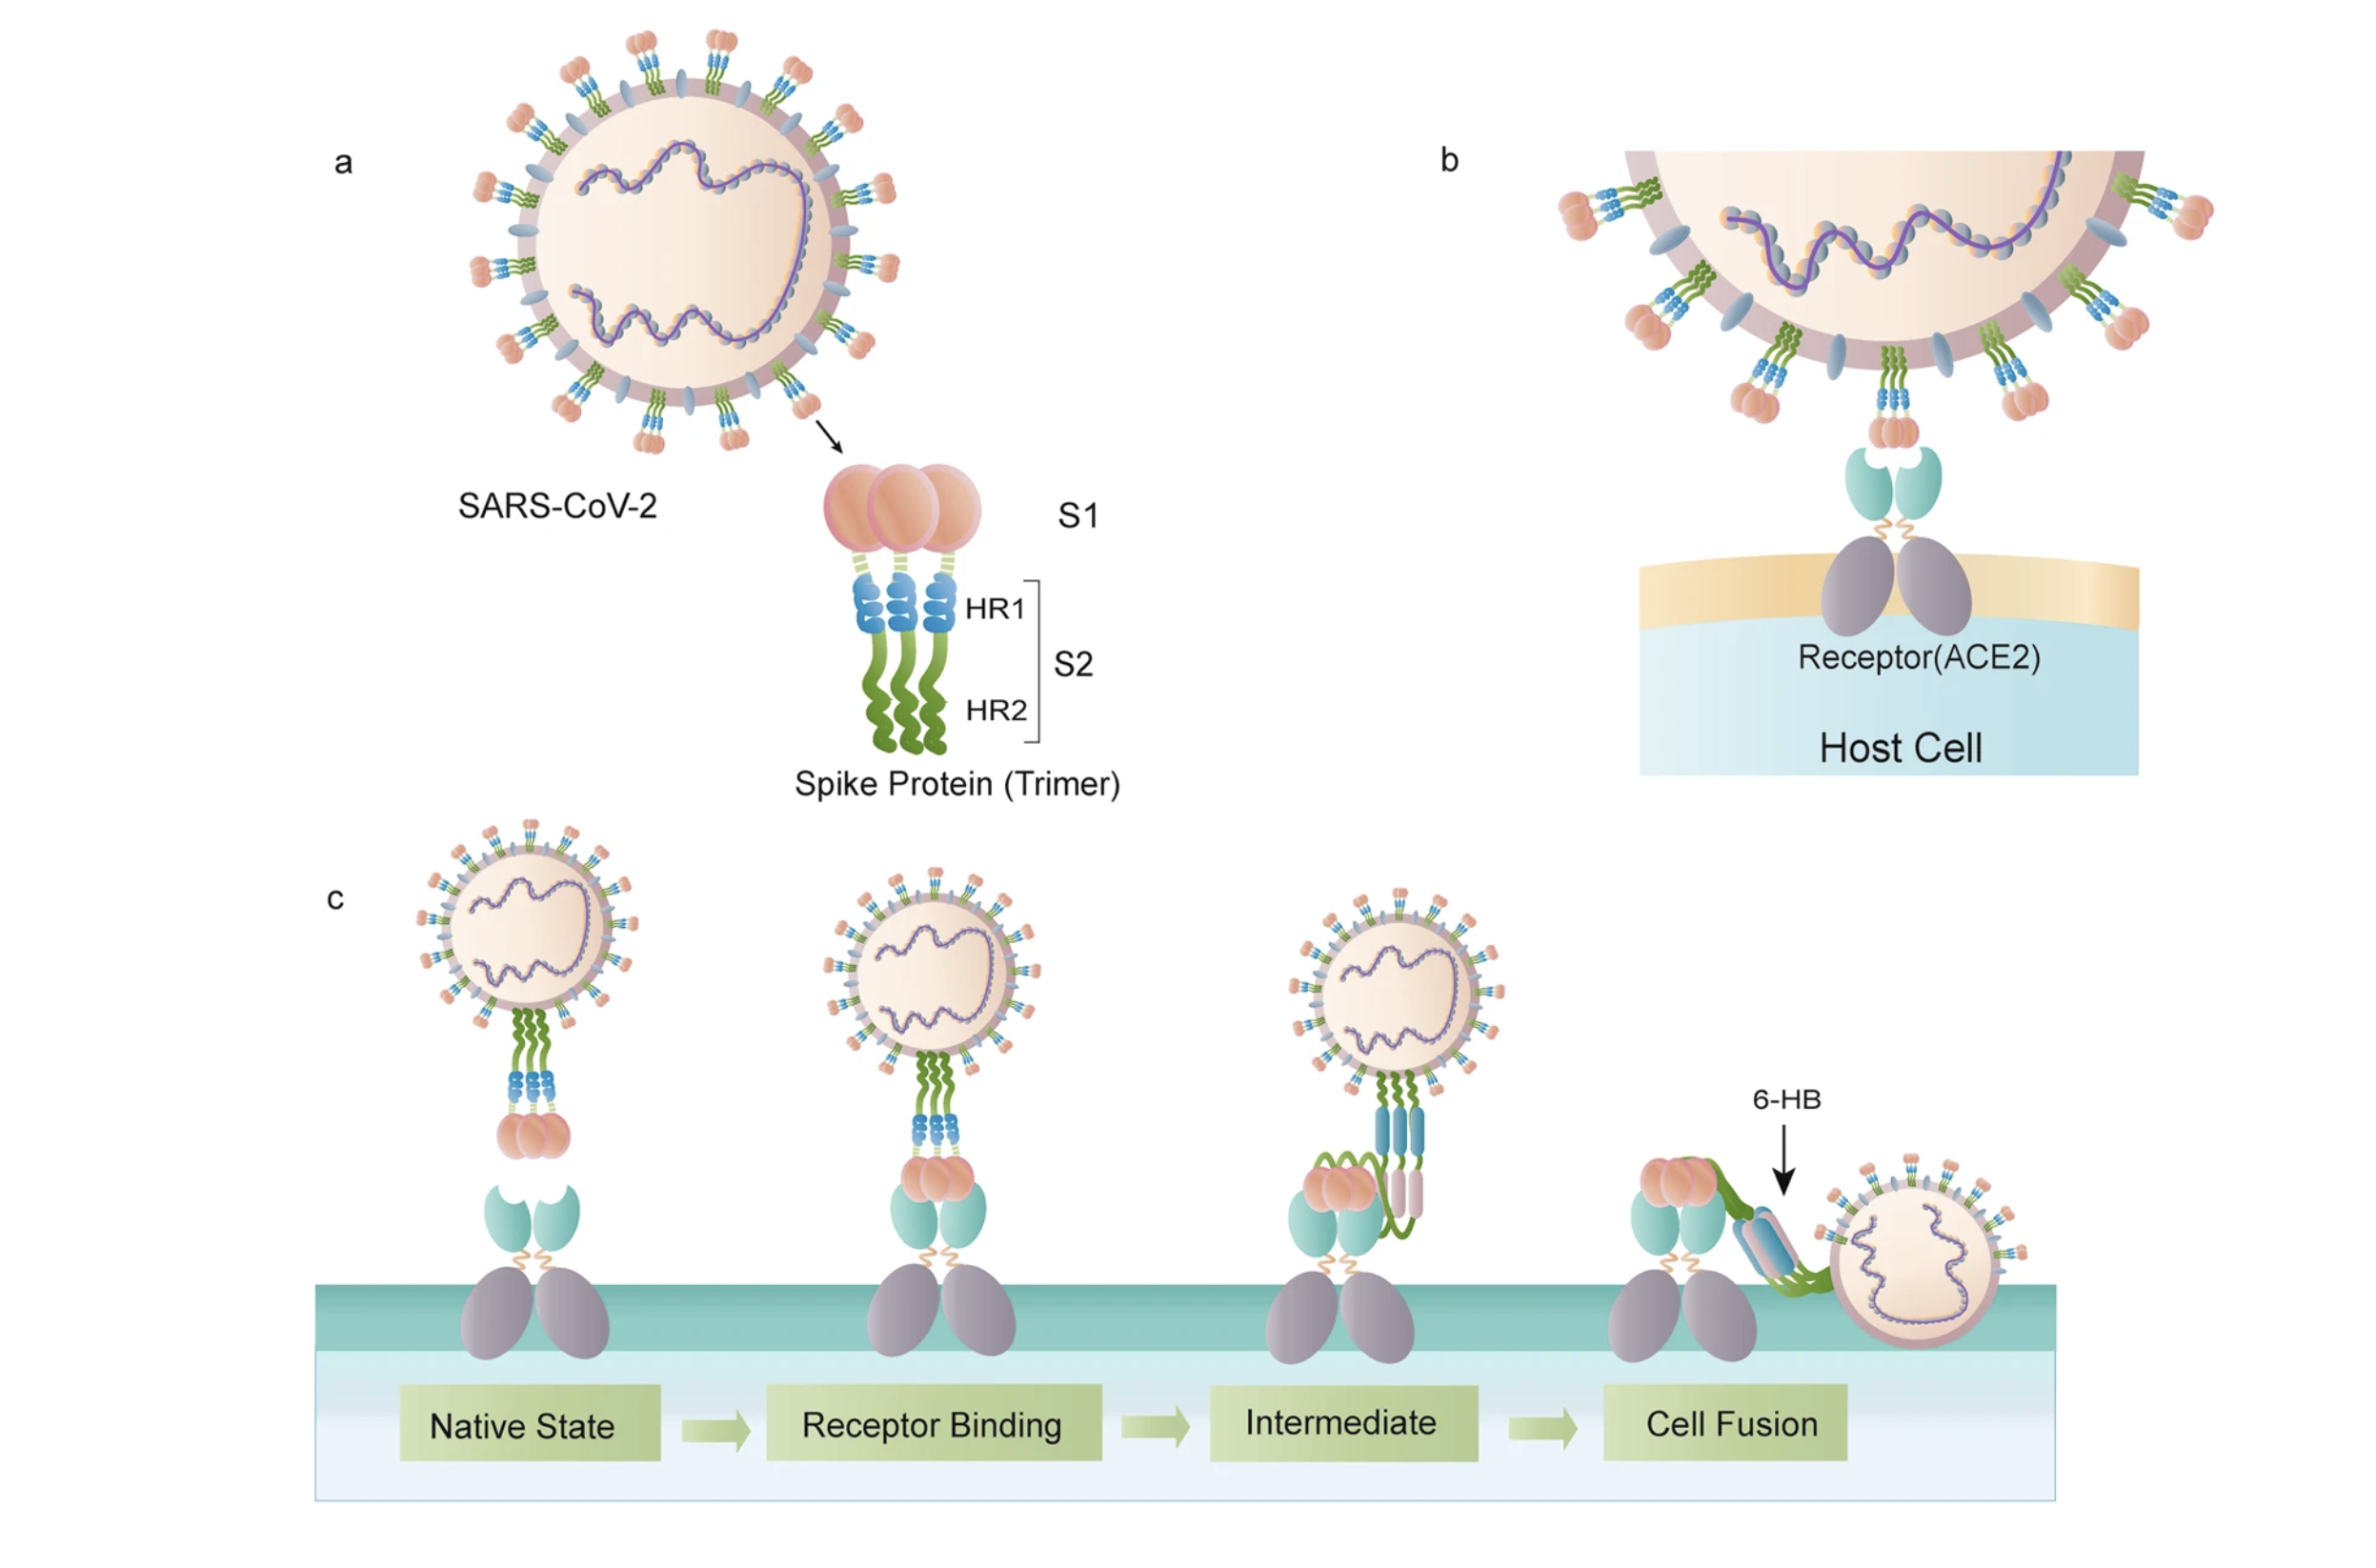 a
SARS-CoV-2
S1
HR1
S2
HR2
Spike Protein (Trimer)
b
Receptor(ACE2)
Host Cell
c
6-HB
Native State
Receptor Binding
Intermediate
Cell Fusion